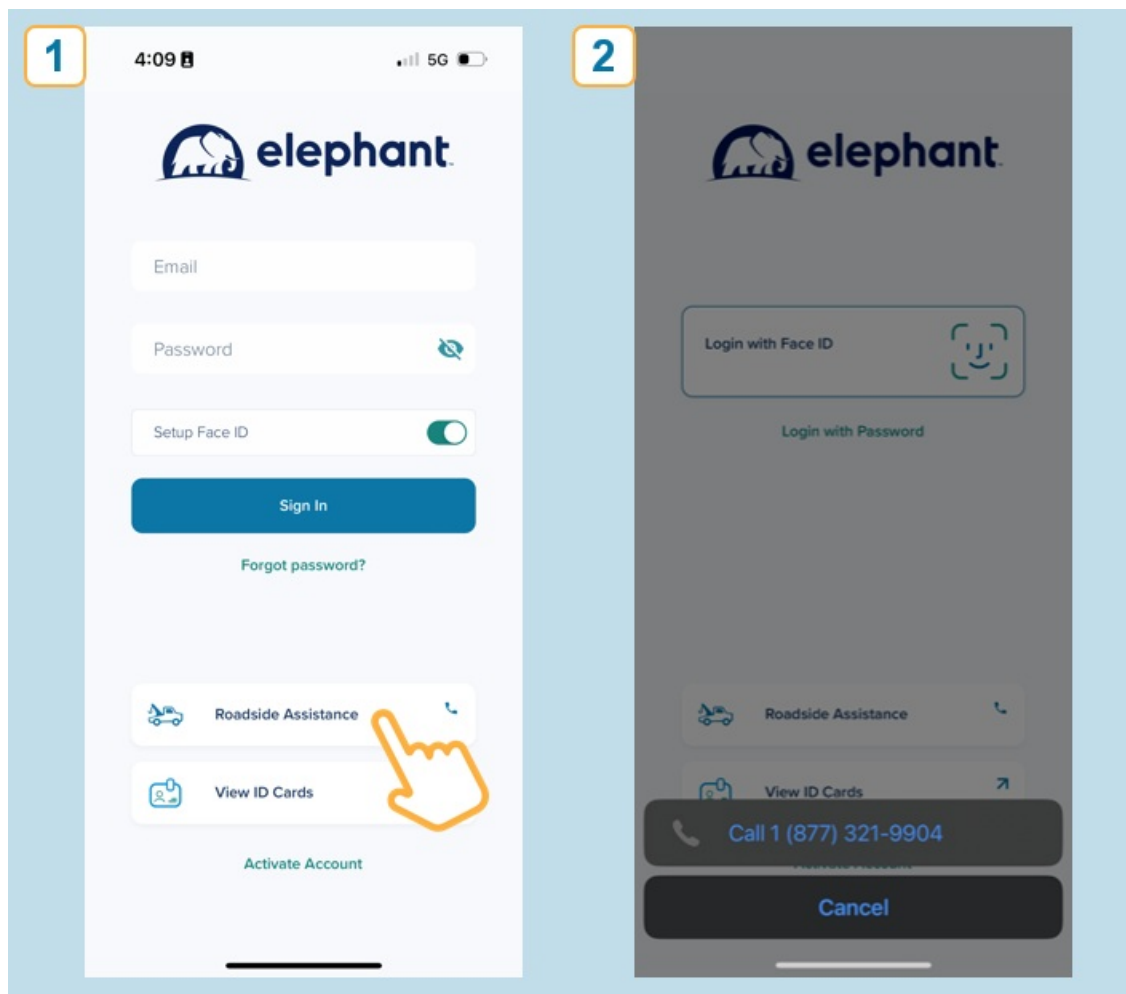 1
4:09
5G
elephant
Email
Password
Setup Face ID
Sign In
Forgot password?
Roadside Assistance
View ID Cards
Activate Account
2
elephant
Login with Face ID
Login with Password
Roadside Assistance
View ID Cards
Call 1 (877) 321-9904
Cancel